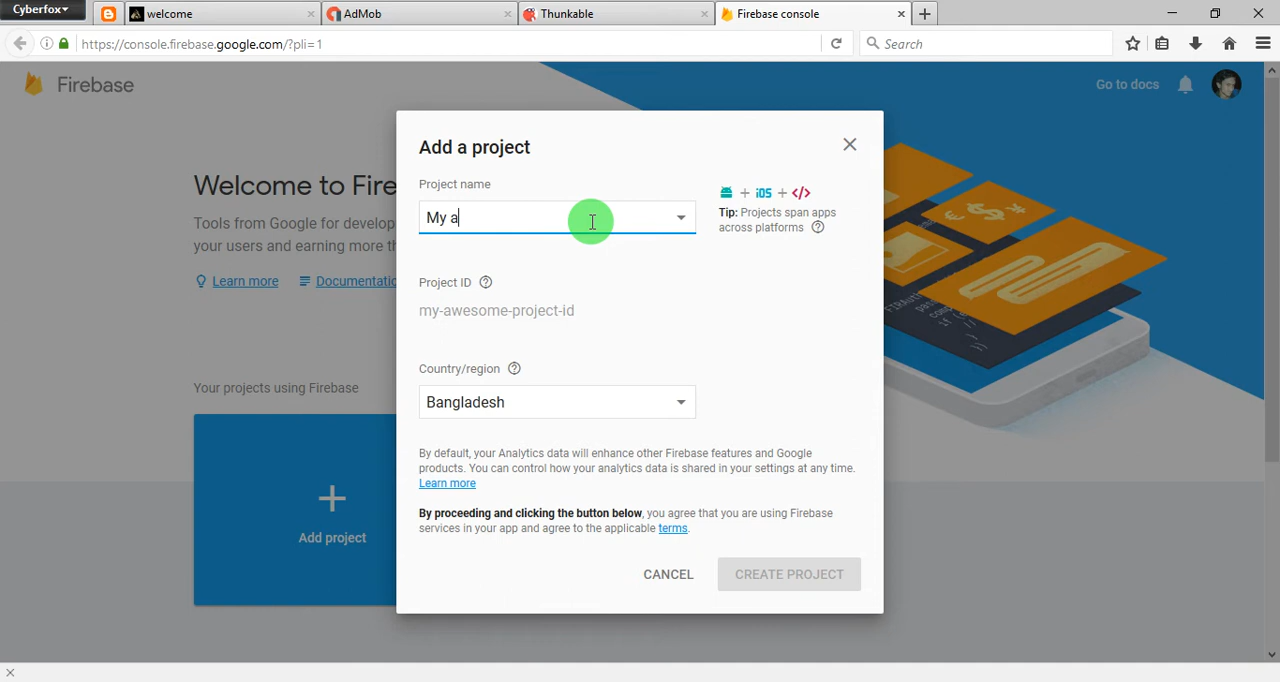 Cyberfox
welcome
AdMob
Thunkable
Firebase console
https://console.firebase.google.com/?pli=1
Search
Firebase
Go to docs
Welcome to Fire
Tools from Google for develop
your users and earning more th
Learn more
Documentatio
Your projects using Firebase
Add project
Add a project
Project name
My a
+ iOS + </>
Tip: Projects span apps
across platforms
Project ID
my-awesome-project-id
Country/region
Bangladesh
By default, your Analytics data will enhance other Firebase features and Google
products. You can control how your analytics data is shared in your settings at any time.
Learn more
By proceeding and clicking the button below, you agree that you are using Firebase
services in your app and agree to the applicable terms.
CANCEL
CREATE PROJECT